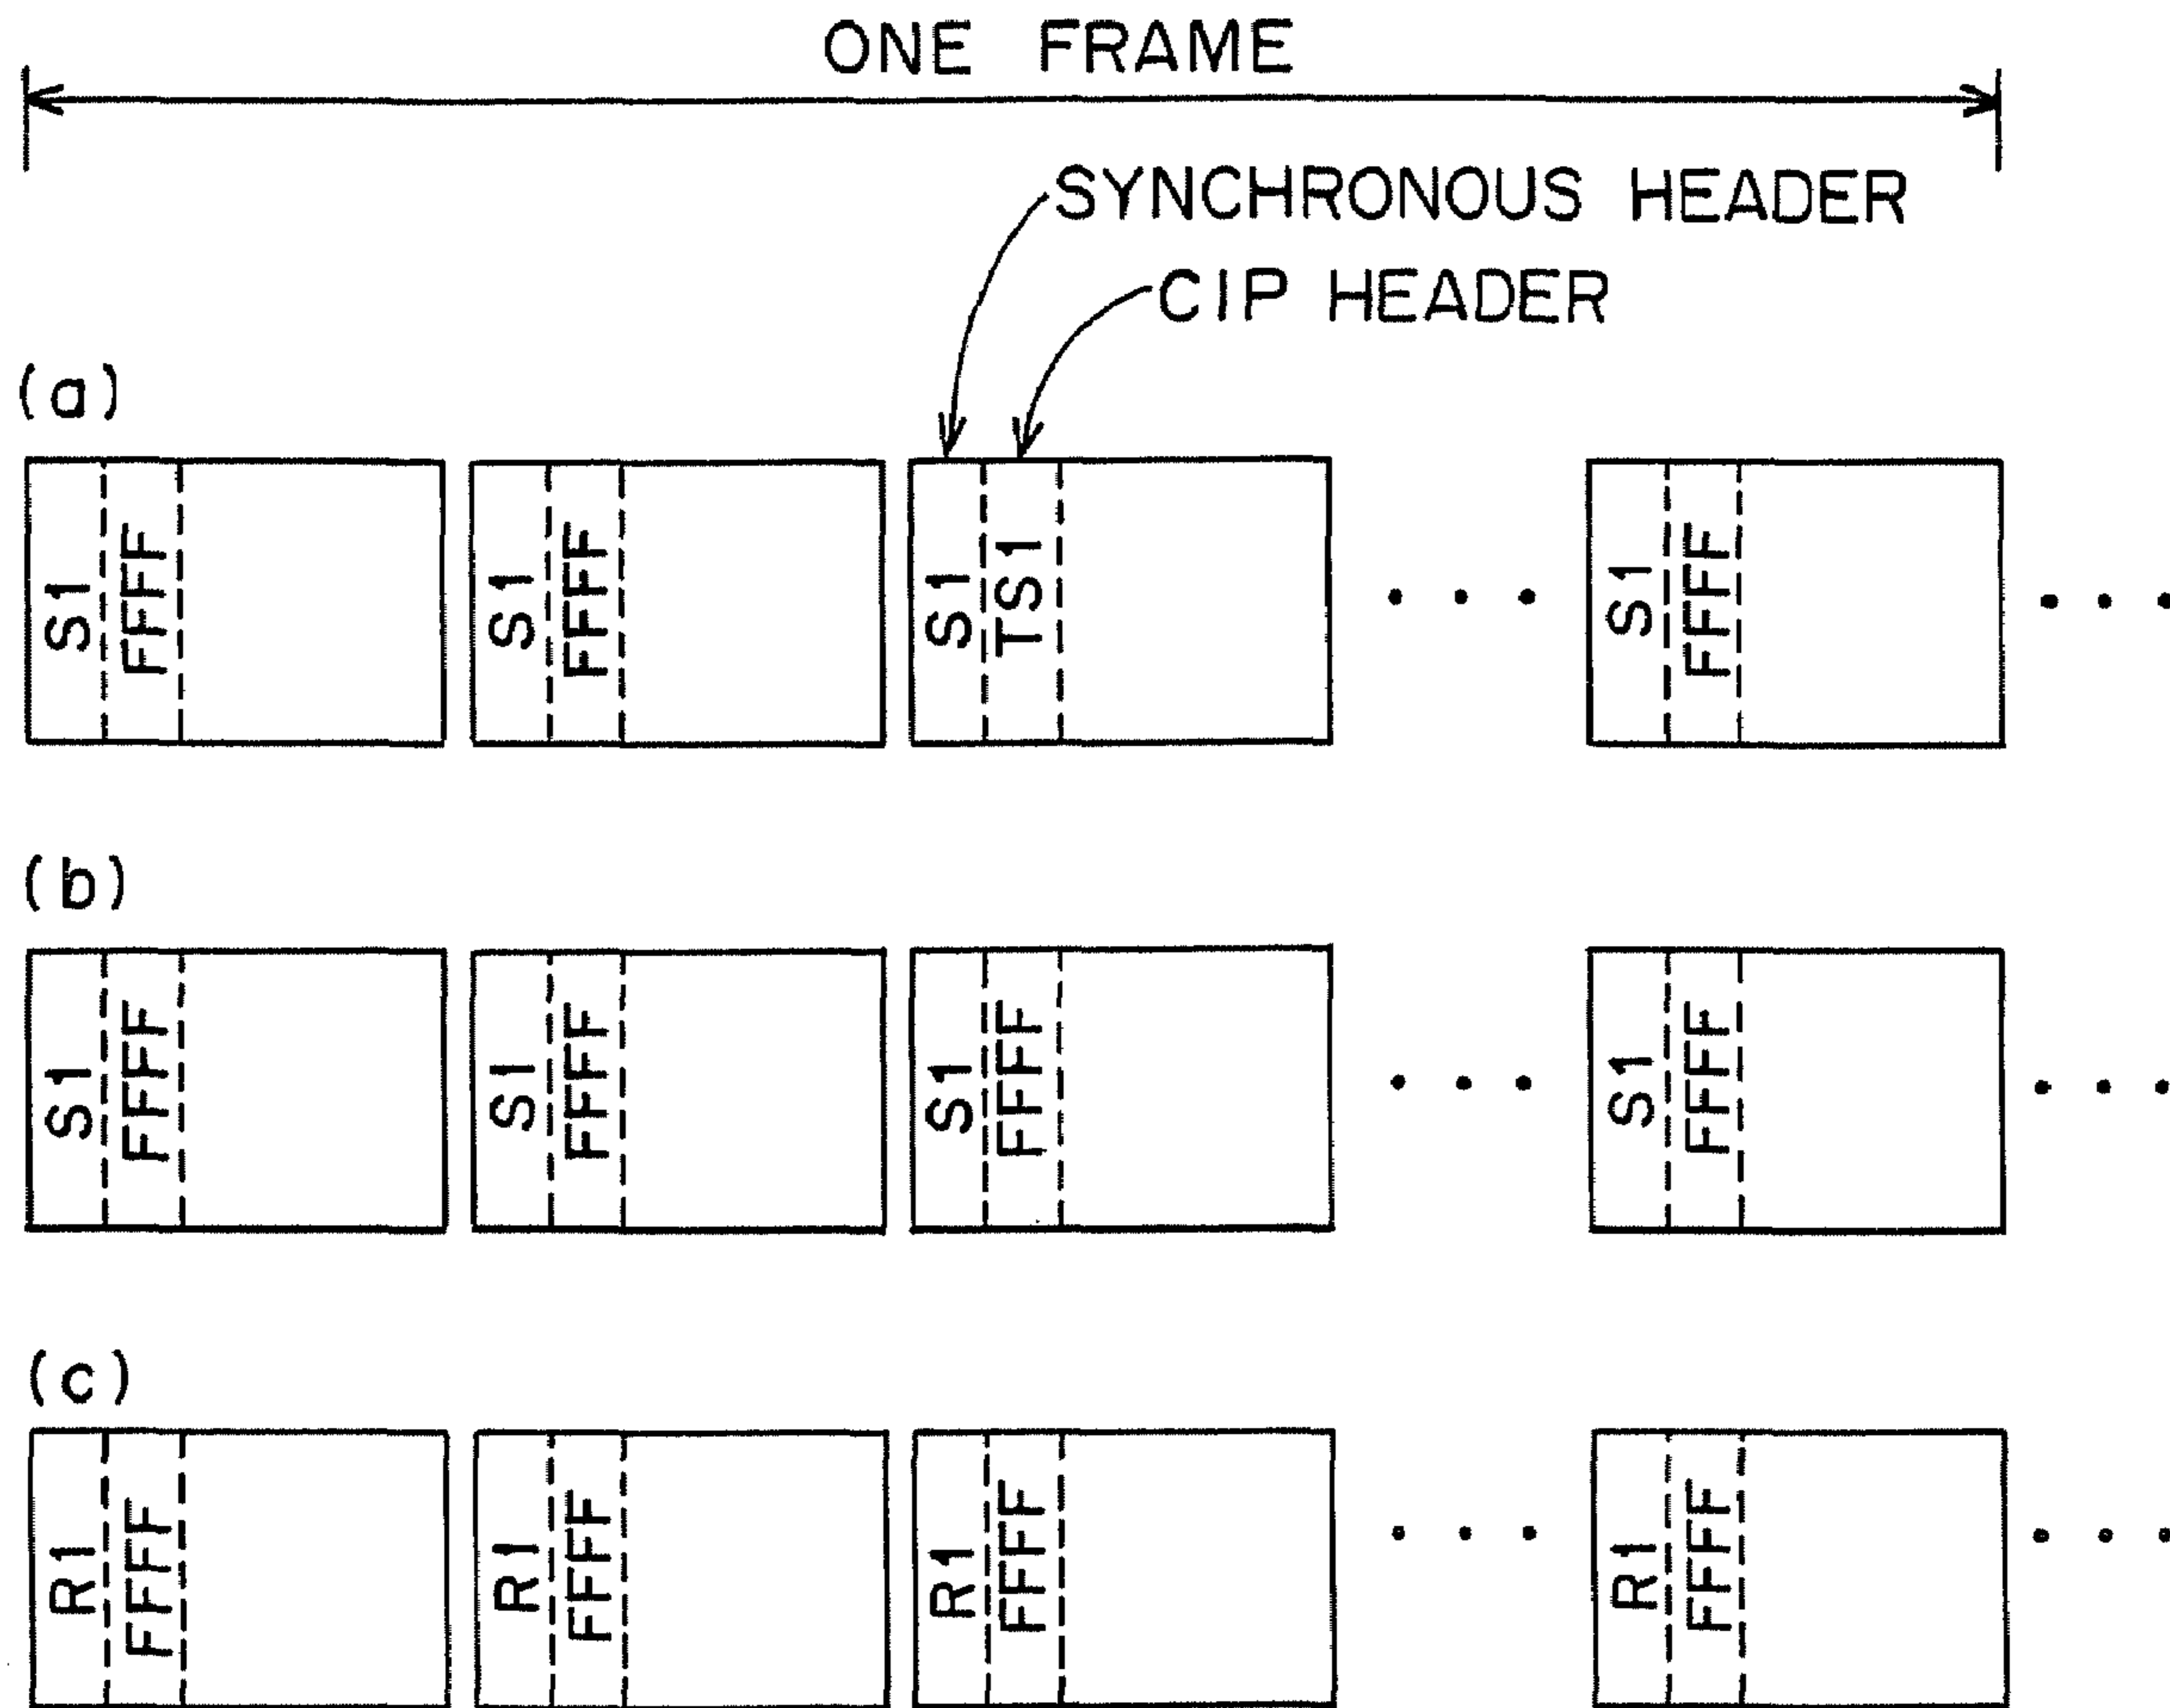 ONE FRAME
SYNCHRONOUS HEADER
CIP HEADER
(a)
S1 FFFF S1 FFFF S1 TS1 • • • S1 FFFF • • •
(b)
S1 FFFF S1 FFFF S1 FFFF • • • S1 FFFF • • •
(c)
R1 FFFF R1 FFFF R1 FFFF • • • R1 FFFF • • •